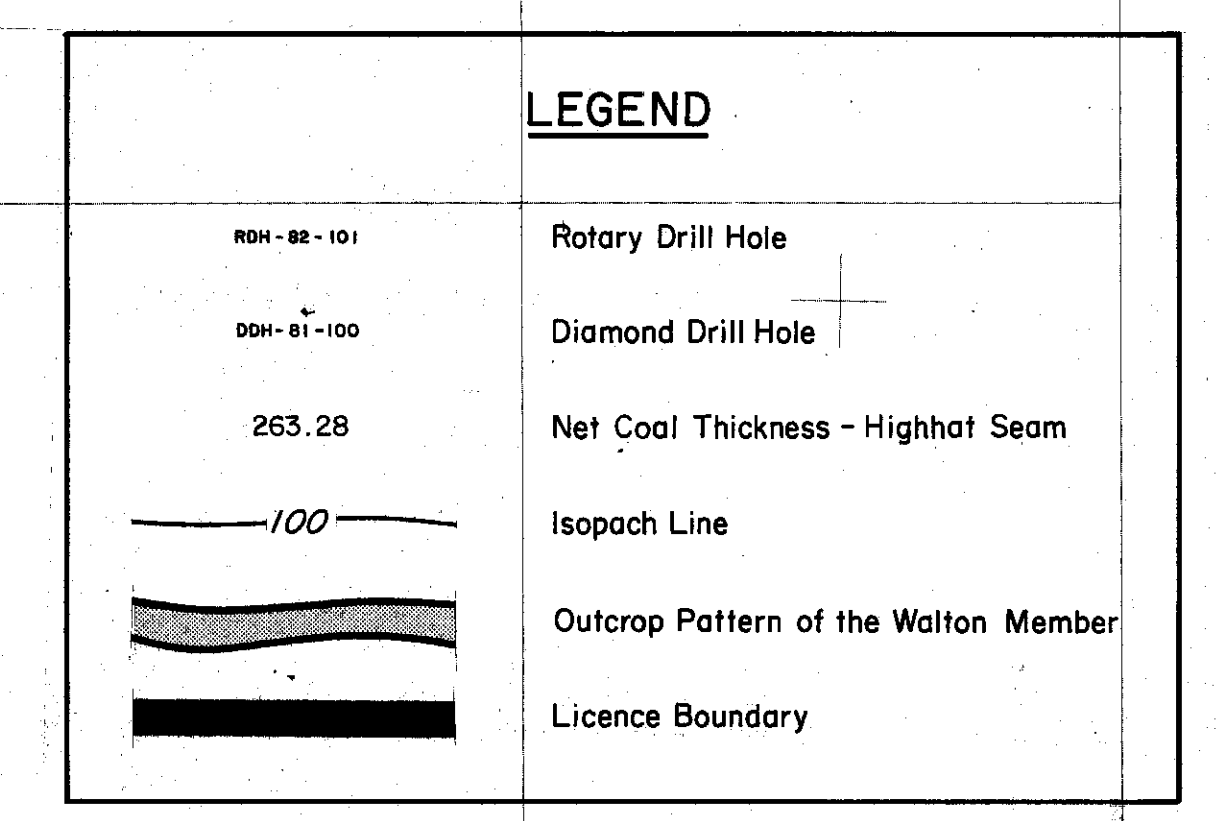 LEGEND
RDH-82-101 Rotary Drill Hole
DDH-81-100 Diamond Drill Hole
263.28 Net Coal Thickness - Highhat Seam
100 Isopach Line
Outcrop Pattern of the Walton Member
Licence Boundary